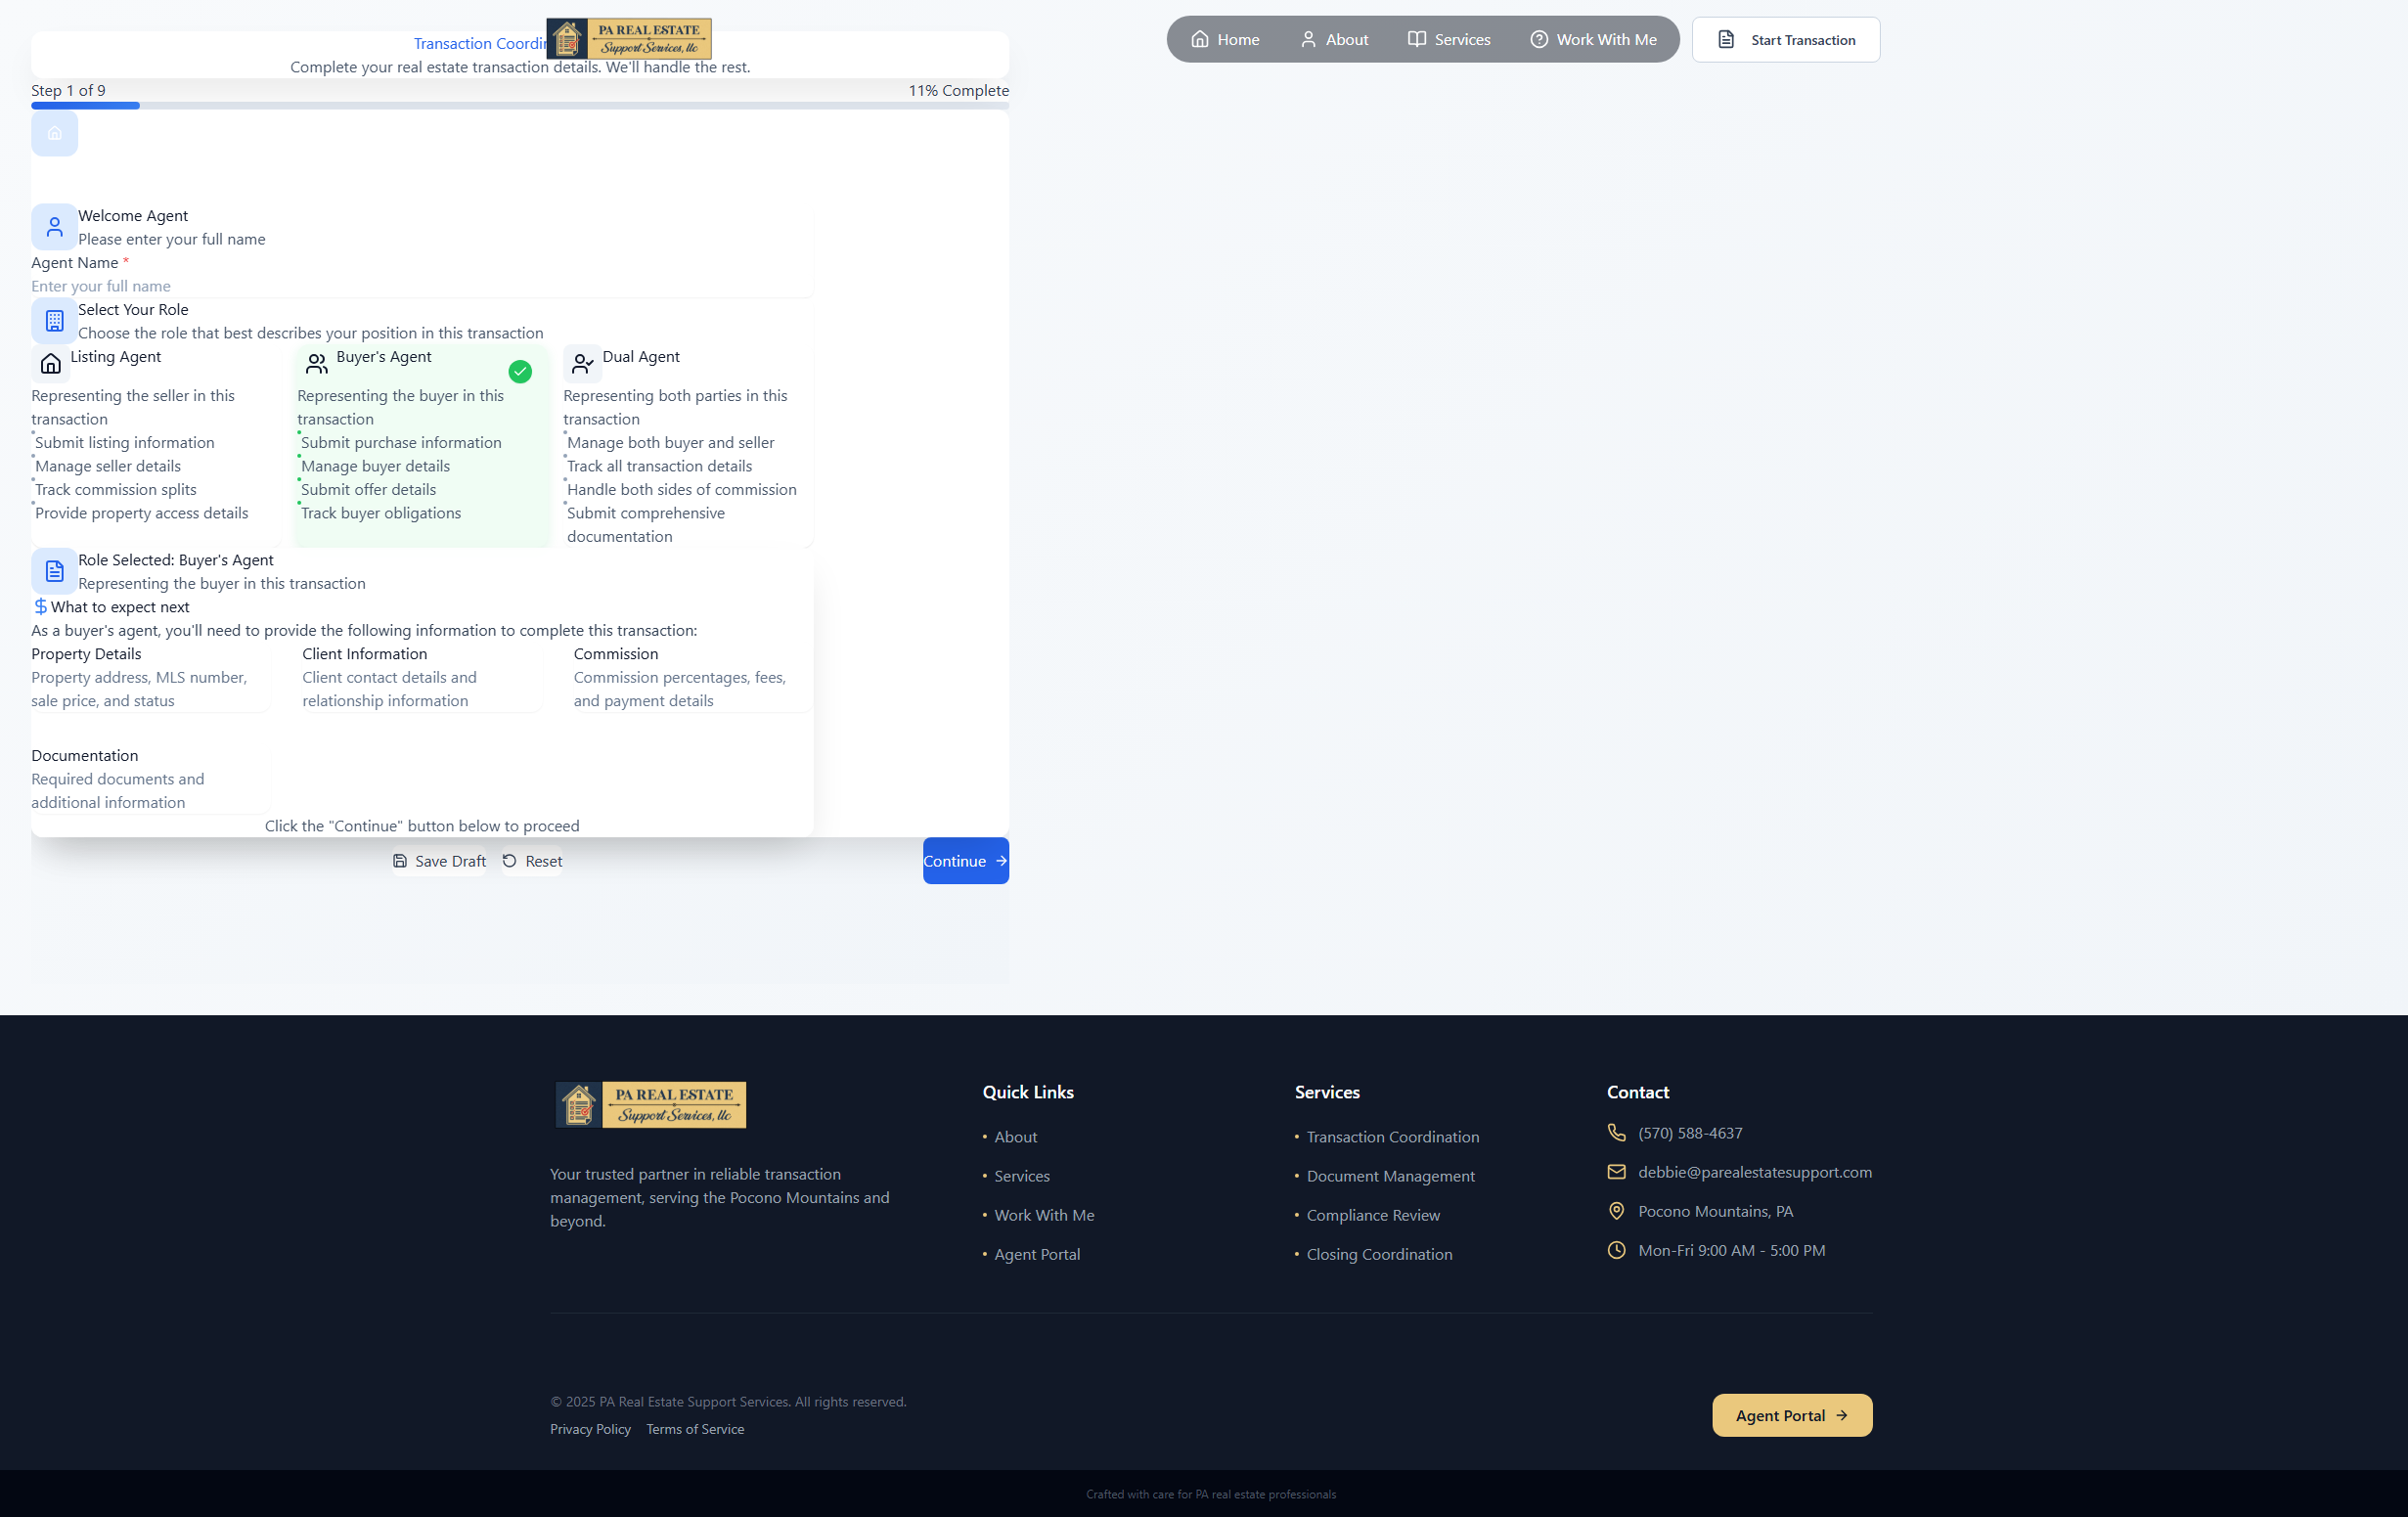 PA REAL ESTATE
Support Services, llc
Home
About
Services
Work With Me
Start Transaction
Transaction
Complete your real estate transaction details. We'll handle the rest.
Step 1 of 9
11% Complete
Welcome Agent
Please enter your full name
Agent Name *
Enter your full name
Select Your Role
Choose the role that best describes your position in this transaction
Listing Agent
Representing the seller in this
transaction
Submit listing information
Manage seller details
Track commission splits
Provide property access details
Buyer's Agent
Representing the buyer in this
transaction
Submit purchase information
Manage buyer details
Submit offer details
Track buyer obligations
Dual Agent
Representing both parties in this
transaction
Manage both buyer and seller
Track all transaction details
Handle both sides of commission
Submit comprehensive
documentation
Role Selected: Buyer's Agent
Representing the buyer in this transaction
What to expect next
As a buyer's agent, you'll need to provide the following information to complete this transaction:
Property Details
Property address, MLS number,
sale price, and status
Client Information
Client contact details and
relationship information
Commission
Commission percentages, fees,
and payment details
Documentation
Required documents and
additional information
Click the "Continue" button below to proceed
Save Draft
Reset
Continue
PA REAL ESTATE
Support Services, llc
Your trusted partner in reliable transaction
management, serving the Pocono Mountains and
beyond.
Quick Links
• About
• Services
• Work With Me
• Agent Portal
Services
• Transaction Coordination
• Document Management
• Compliance Review
• Closing Coordination
Contact
(570) 588-4637
debbie@parealestatesupport.com
Pocono Mountains, PA
Mon-Fri 9:00 AM - 5:00 PM
© 2025 PA Real Estate Support Services. All rights reserved.
Privacy Policy
Terms of Service
Agent Portal
Crafted with care for PA real estate professionals